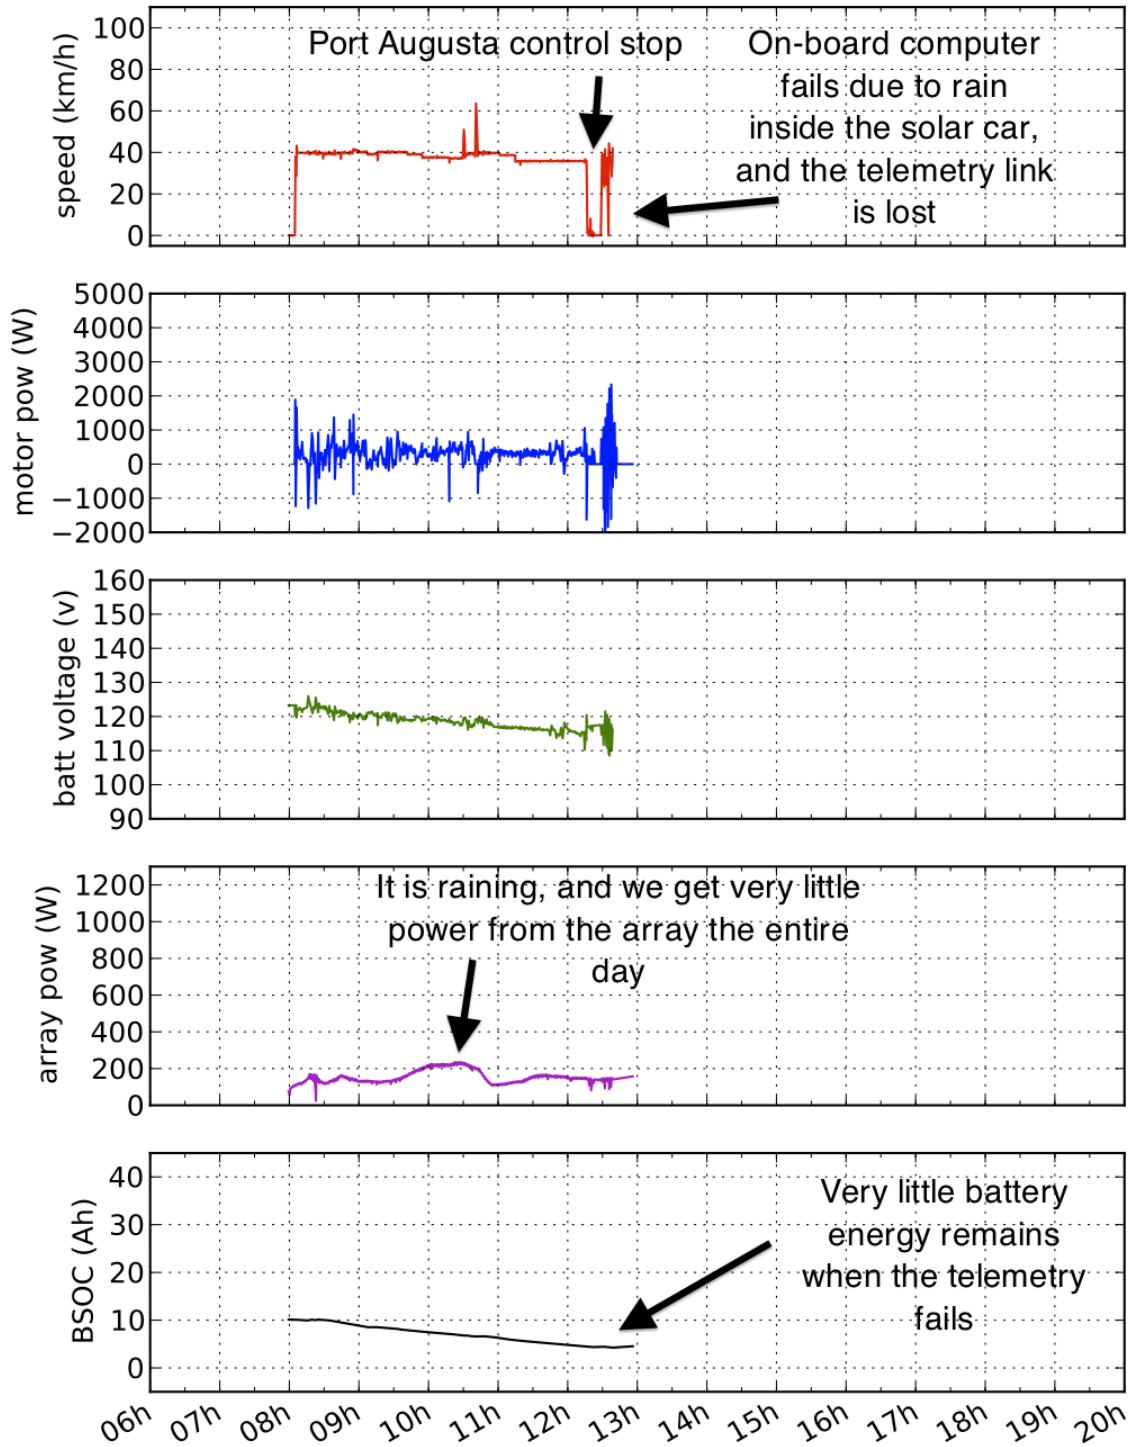 100
80
60
40
20
0
speed (km/h)
Port Augusta control stop
On-board computer
fails due to rain
inside the solar car,
and the telemetry link
is lost
5000
4000
3000
2000
1000
0
−1000
−2000
motor pow (W)
160
150
140
130
120
110
100
90
batt voltage (v)
1200
1000
800
600
400
200
0
array pow (W)
It is raining, and we get very little
power from the array the entire
day
40
30
20
10
0
BSOC (Ah)
Very little battery
energy remains
when the telemetry
fails
06h 07h 08h 09h 10h 11h 12h 13h 14h 15h 16h 17h 18h 19h 20h